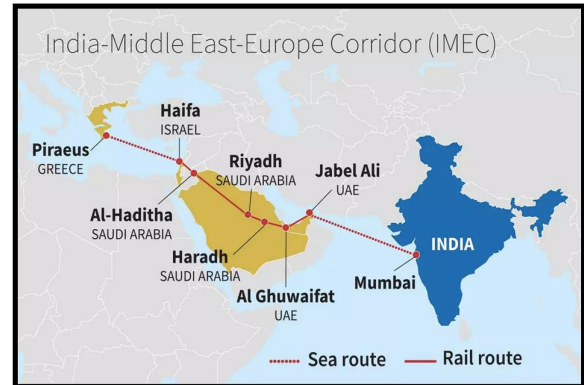 India-Middle East-Europe Corridor (IMEC)
Haifa
ISRAEL
Piraeus
GREECE
Riyadh
SAUDI ARABIA
Jabel Ali
UAE
Al-Haditha
SAUDI ARABIA
Haradh
SAUDI ARABIA
INDIA
Mumbai
Al Ghuwaifat
UAE
Sea route
Rail route